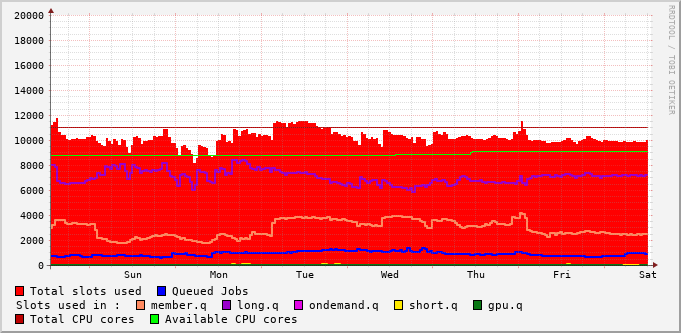 RRDTOOL / TOBI OETIKER
20000
18000
16000
14000
12000
10000
8000
6000
4000
2000
0
Sun Mon Tue Wed Thu Fri Sat
Total slots used Queued Jobs
Slots used in : member.q long.q ondemand.q short.q gpu.q
Total CPU cores Available CPU cores